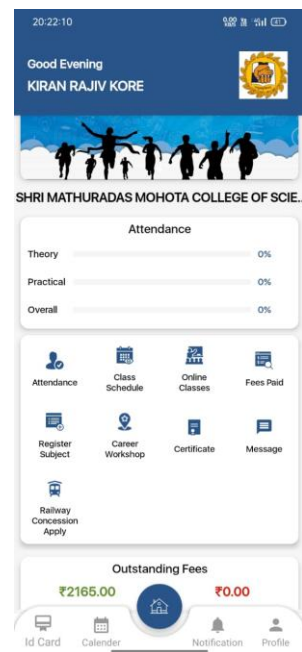 20:22:10
Good Evening
KIRAN RAJIV KORE
SHRI MATHURADAS MOHOTA COLLEGE OF SCIE..
Attendance
Theory 0%
Practical 0%
Overall 0%
Attendance
Class
Schedule
Online
Classes
Fees Paid
Register
Subject
Career
Workshop
Certificate
Message
Railway
Concession
Apply
Outstanding Fees
₹2165.00 ₹0.00
Id Card Calender Notification Profile